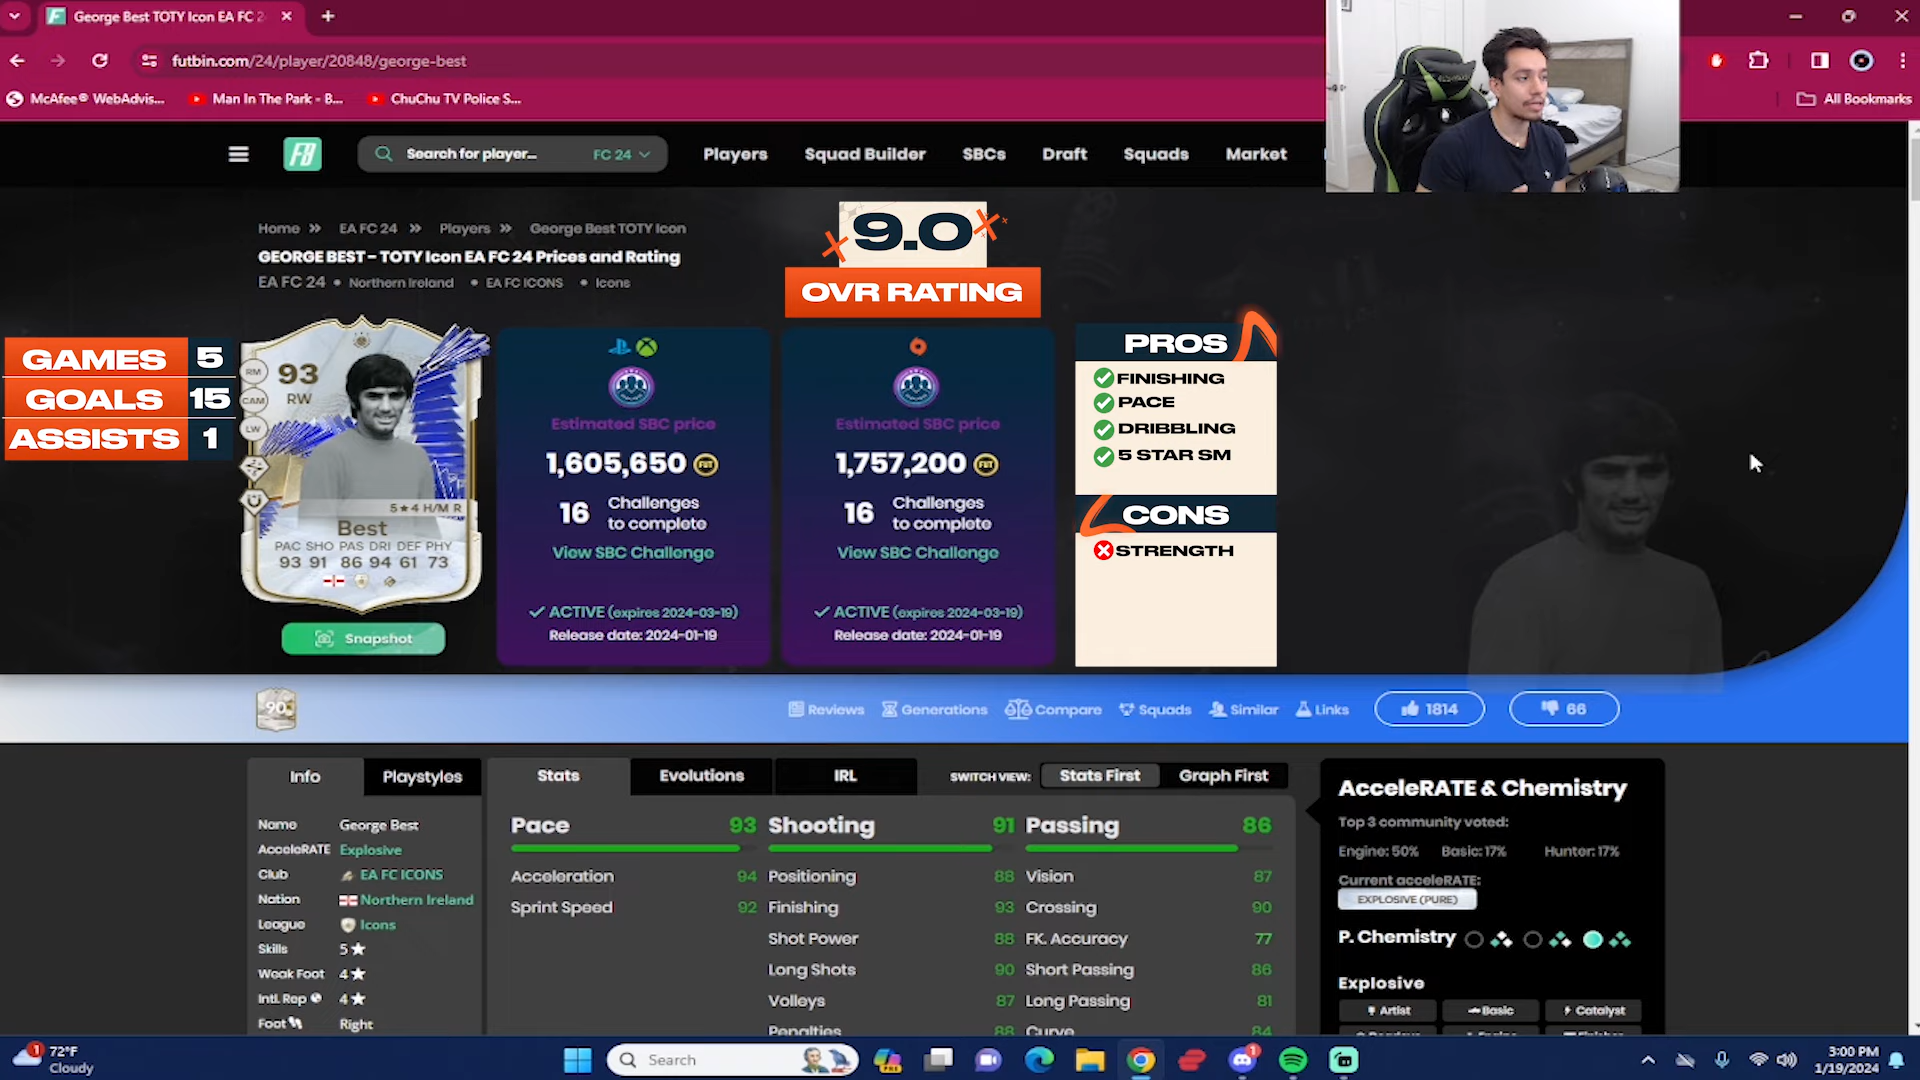 George Best TOTY Icon EA FC 2
futbin.com/24/player/20848/george-best
McAfee® WebAdvis...
Man In The Park - B...
ChuChu TV Police S...
All Bookmarks
Search for player...
FC 24
Players
Squad Builder
SBCs
Draft
Squads
Market
Home » EA FC 24 » Players » George Best TOTY Icon
GEORGE BEST - TOTY Icon EA FC 24 Prices and Rating
EA FC 24 • Northern Ireland • EA FC ICONS • Icons
9.0
OVR RATING
GAMES 5
GOALS 15
ASSISTS 1
93
RW
RM
CAM
LW
5★4 H/M R
Best
PAC SHO PAS DRI DEF PHY
93 91 86 94 61 73
Snapshot
Estimated SBC price
1,605,650
16 Challenges to complete
View SBC Challenge
ACTIVE (expires 2024-03-19)
Release date: 2024-01-19
Estimated SBC price
1,757,200
16 Challenges to complete
View SBC Challenge
ACTIVE (expires 2024-03-19)
Release date: 2024-01-19
PROS
FINISHING
PACE
DRIBBLING
5 STAR SM
CONS
STRENGTH
90
Reviews
Generations
Compare
Squads
Similar
Links
1814
66
Info
Playstyles
Name George Best
AcceleRATE Explosive
Club EA FC ICONS
Nation Northern Ireland
League Icons
Skills 5★
Weak Foot 4★
Intl. Rep 4★
Foot Right
Stats
Evolutions
IRL
SWITCH VIEW:
Stats First
Graph First
Pace 93
Acceleration 94
Sprint Speed 92
Shooting 91
Positioning 88
Finishing 93
Shot Power 88
Long Shots 90
Volleys 87
Penalties 88
Passing 86
Vision 87
Crossing 90
FK. Accuracy 77
Short Passing 86
Long Passing 81
Curve 84
AcceleRATE & Chemistry
Top 3 community voted:
Engine: 50% Basic: 17% Hunter: 17%
Current acceleRATE:
EXPLOSIVE (PURE)
P. Chemistry
Explosive
Artist
Basic
Catalyst
1
72°F
Cloudy
Search
PRE
1
3:00 PM
1/19/2024